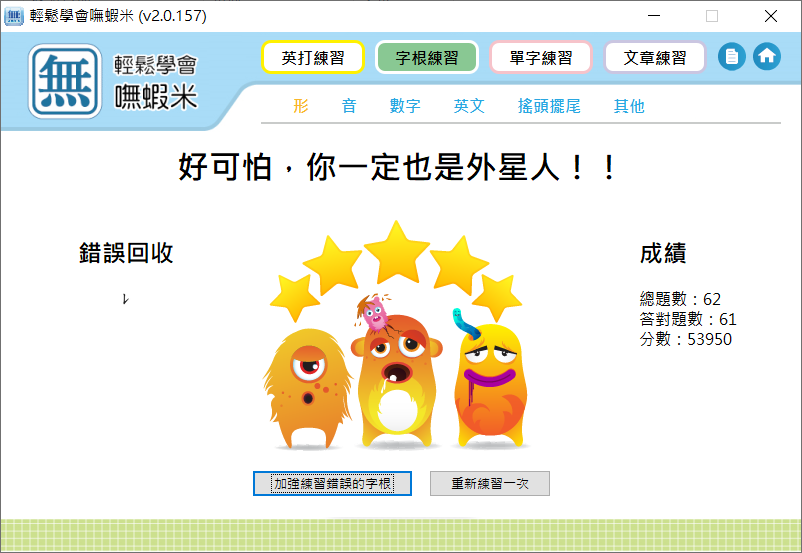 輕鬆學會嘸蝦米 (v2.0.157)
無
輕鬆學會
嘸蝦米
英打練習 字根練習 單字練習 文章練習
形 音 數字 英文 搖頭擺尾 其他
好可怕，你一定也是外星人！！
錯誤回收
成績
總題數：62
答對題數：61
分數：53950
加強練習錯誤的字根 重新練習一次